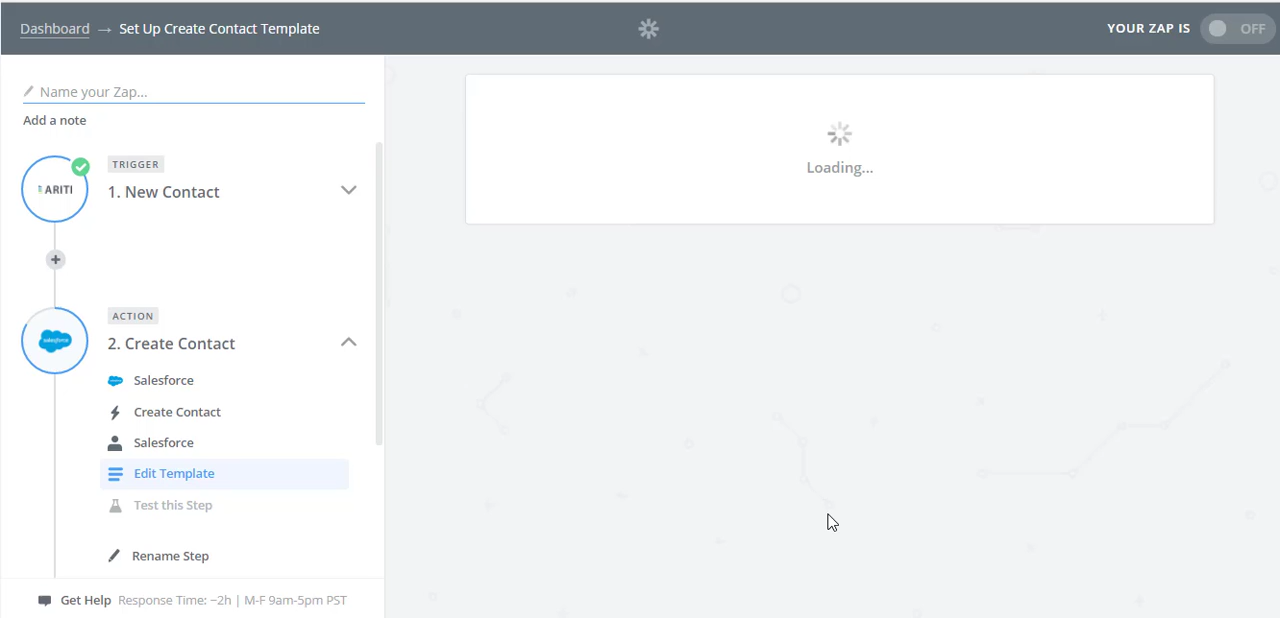 Dashboard → Set Up Create Contact Template
YOUR ZAP IS
OFF
Name your Zap...
Add a note
ARITI
TRIGGER
1. New Contact
+
salesforce
ACTION
2. Create Contact
Salesforce
Create Contact
Salesforce
Edit Template
Test this Step
Rename Step
Get Help Response Time: ~2h | M-F 9am-5pm PST
Loading...